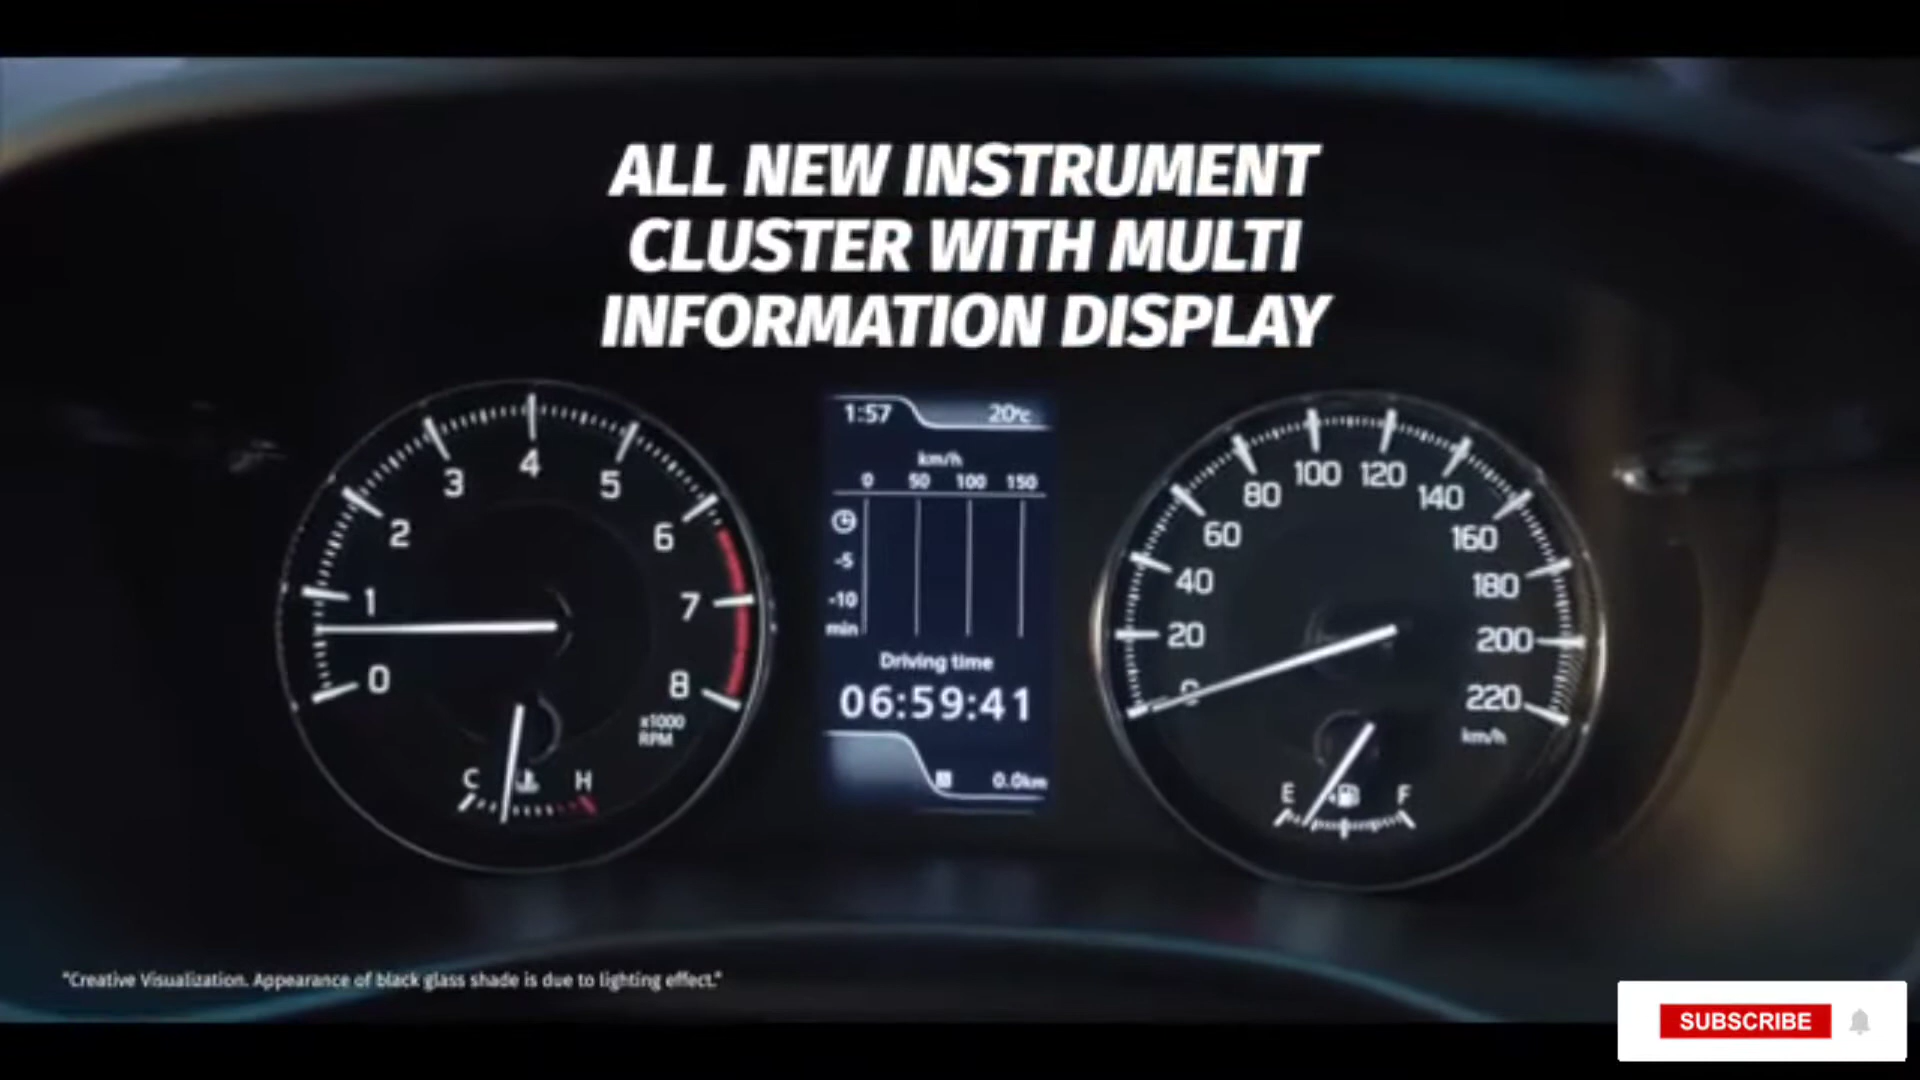 ALL NEW INSTRUMENT
CLUSTER WITH MULTI
INFORMATION DISPLAY
0
1
2
3
4
5
6
7
8
x1000
RPM
C
H
1:57
20°C
km/h
0 50 100 150
-5
-10
min
Driving time
06:59:41
0.0km
0
20
40
60
80
100
120
140
160
180
200
220
km/h
E
F
"Creative Visualization. Appearance of black glass shade is due to lighting effect."
SUBSCRIBE